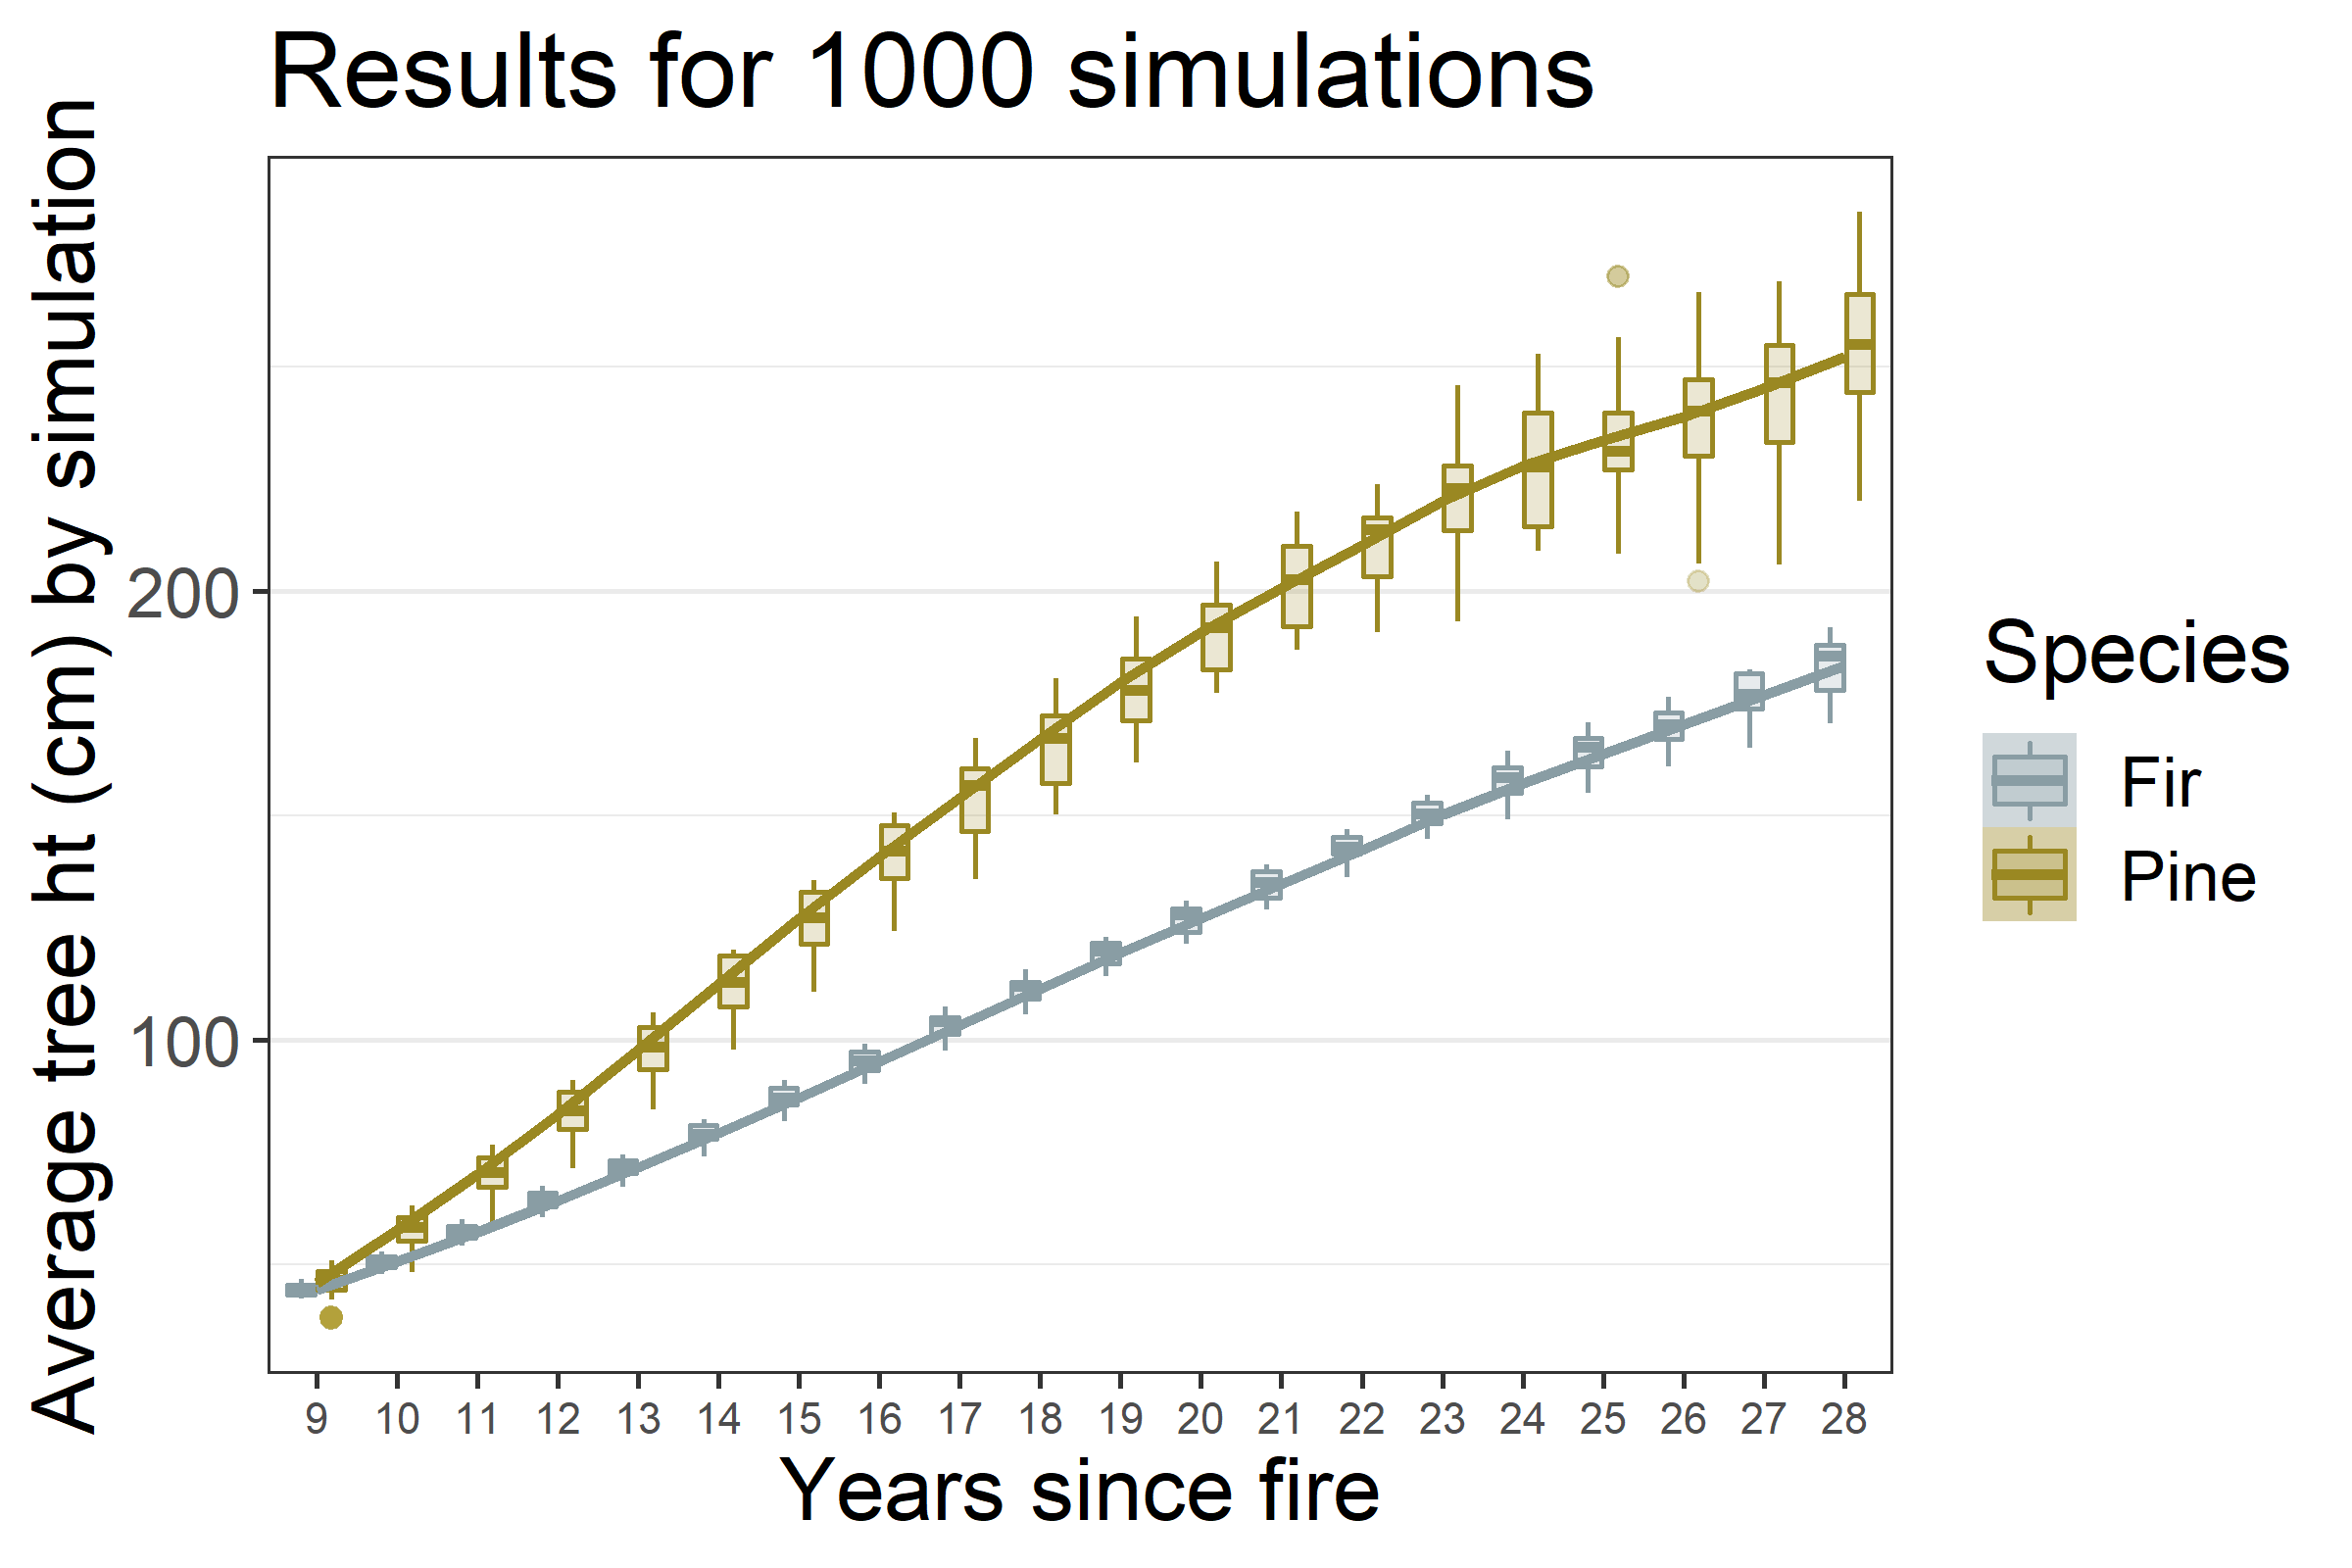 Results for 1000 simulations
Average tree ht (cm) by simulation
200
100
9 10 11 12 13 14 15 16 17 18 19 20 21 22 23 24 25 26 27 28
Years since fire
Species
Fir
Pine